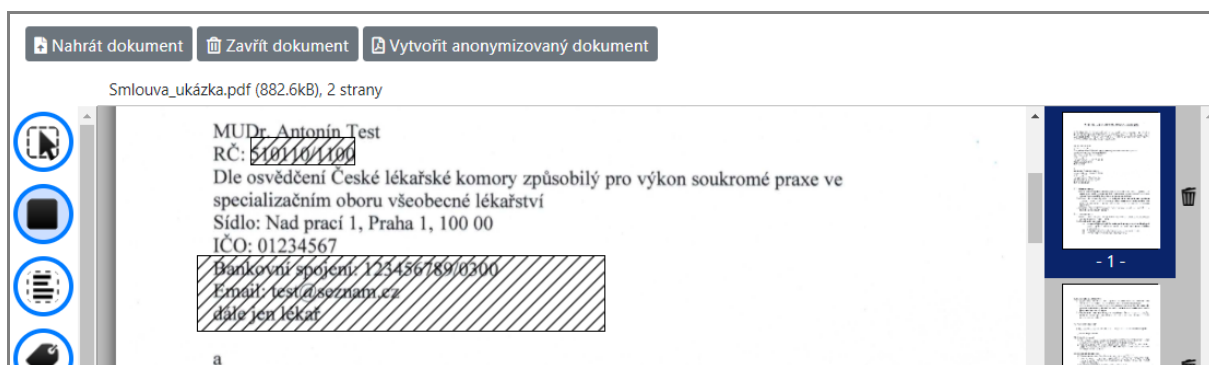 Nahrát dokument
Zavřít dokument
Vytvořit anonymizovaný dokument
Smlouva_ukázka.pdf (882.6kB), 2 strany
MUDr. Antonín Test
RČ: 510110/1100
Dle osvědčení České lékařské komory způsobilý pro výkon soukromé praxe ve
specializačním oboru všeobecné lékařství
Sídlo: Nad prací 1, Praha 1, 100 00
IČO: 01234567
Bankovní spojení: 123456789/0300
Email: test@seznam.cz
dále jen lékař
a
- 1 -